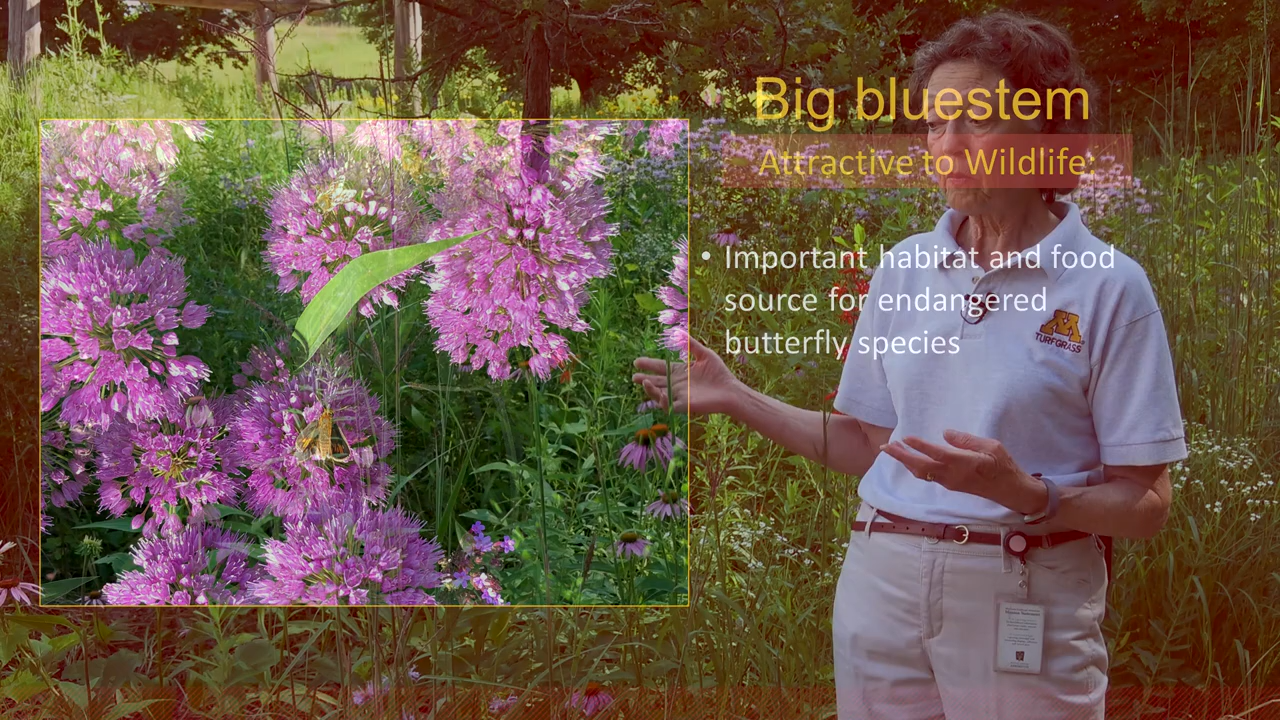 Big bluestem
Attractive to Wildlife:
• Important habitat and food
source for endangered
butterfly species
M
TURFGRASS